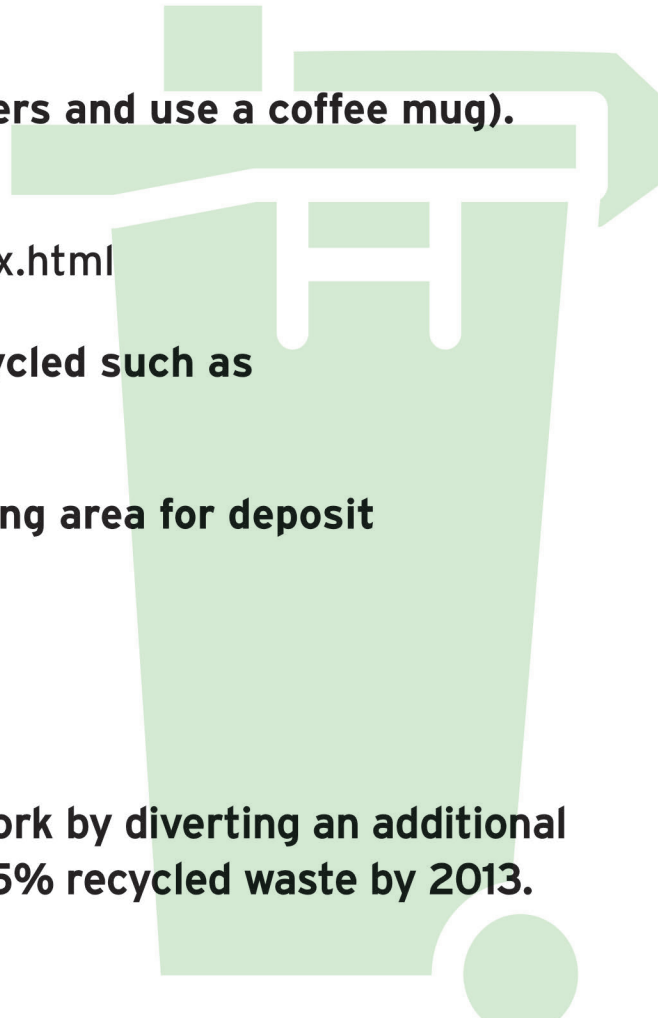 ers and use a coffee mug).
x.html
ycled such as
ng area for deposit
ork by diverting an additional
5% recycled waste by 2013.